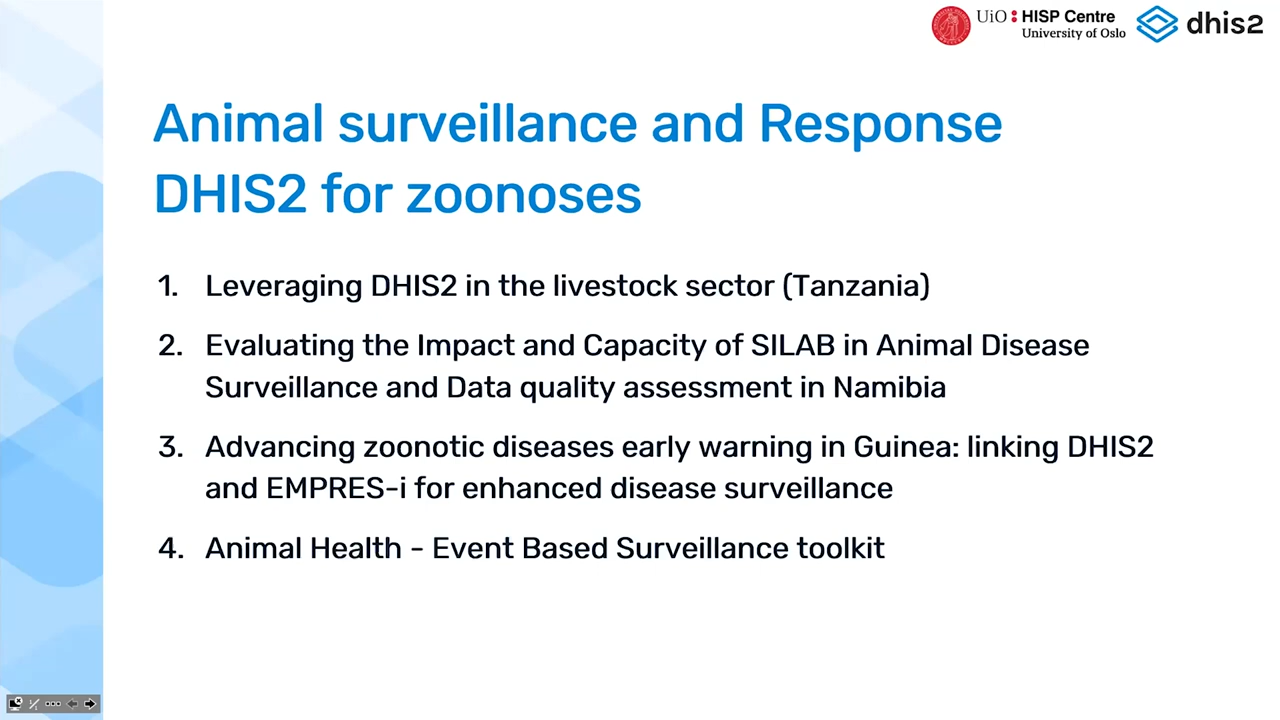 UiO HISP Centre
University of Oslo
dhis2
Animal surveillance and Response
DHIS2 for zoonoses
1. Leveraging DHIS2 in the livestock sector (Tanzania)
2. Evaluating the Impact and Capacity of SILAB in Animal Disease
Surveillance and Data quality assessment in Namibia
3. Advancing zoonotic diseases early warning in Guinea: linking DHIS2
and EMPRES-i for enhanced disease surveillance
4. Animal Health - Event Based Surveillance toolkit